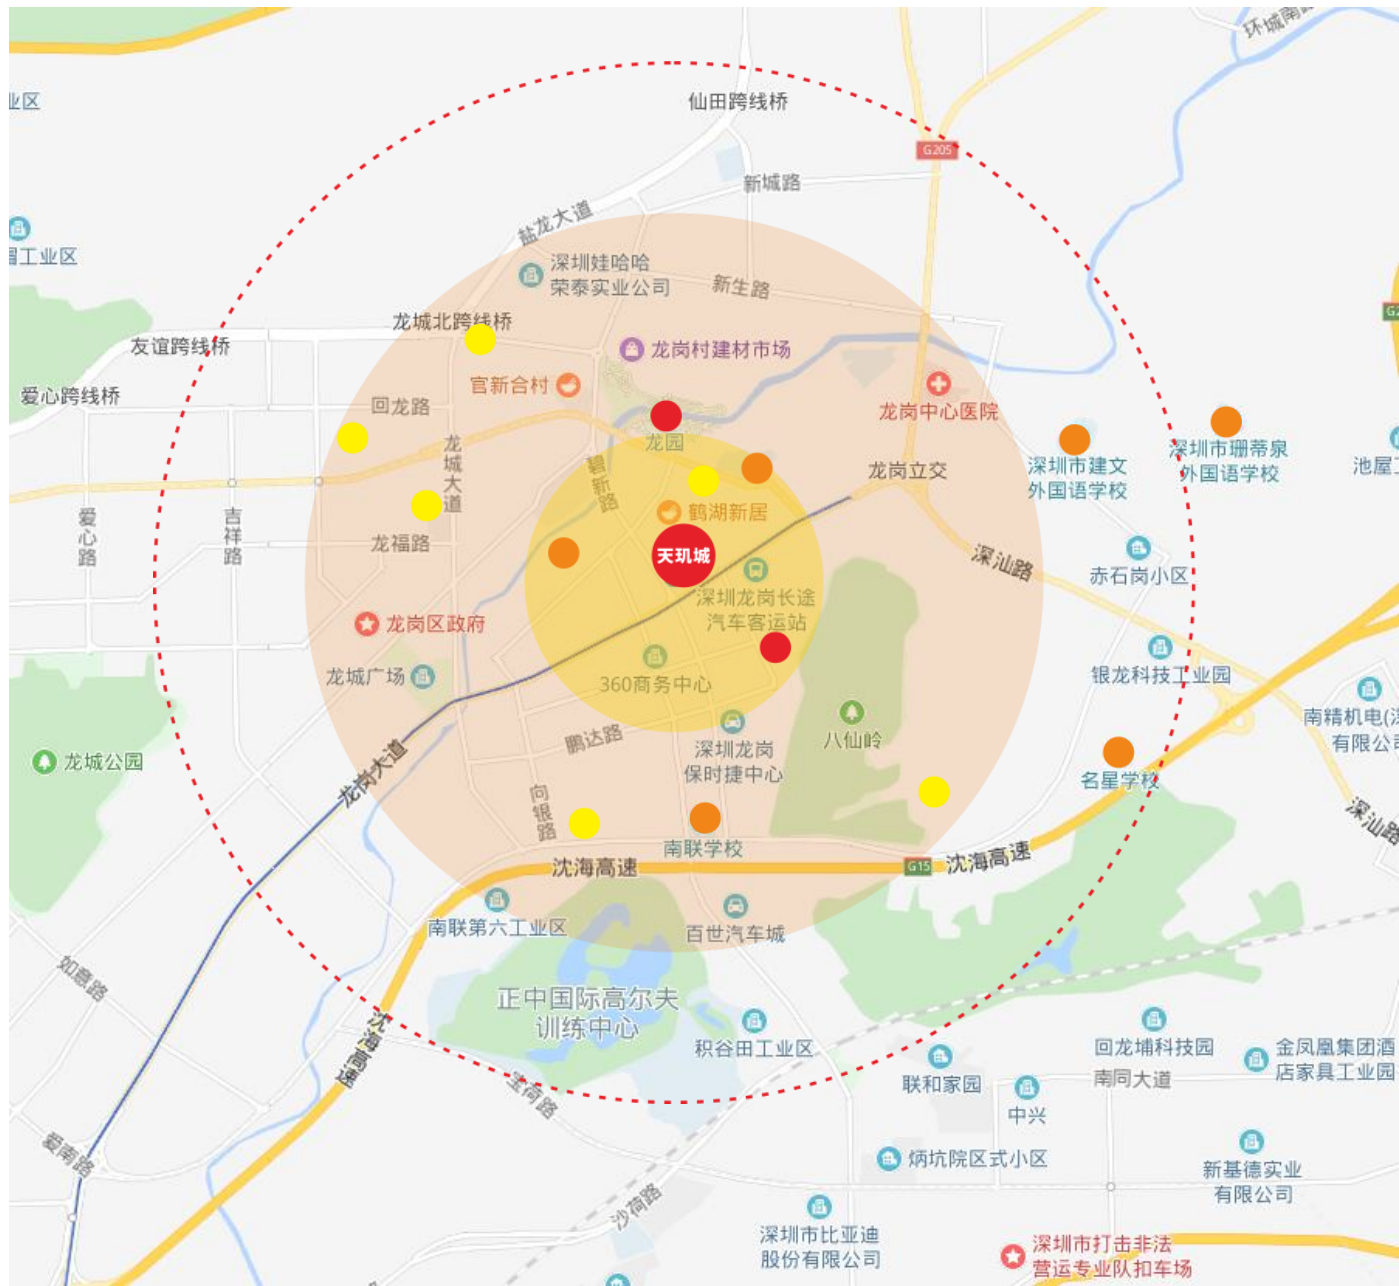 环城南路
业区
仙田跨线桥
G205
新城路
盐龙大道
工业区
深圳娃哈哈
荣泰实业公司
新生路
龙城北跨线桥
友谊跨线桥
龙岗村建材市场
官新合村
爱心跨线桥
回龙路
龙岗中心医院
龙园
龙城大道
碧新路
龙岗立交
深圳市建文
外国语学校
深圳市珊蒂泉
外国语学校
池屋工
爱心路
吉祥路
鹤湖新居
龙福路
天玑城
深汕路
赤石岗小区
深圳龙岗长途
汽车客运站
龙岗区政府
龙城广场
360商务中心
银龙科技工业园
南精机电(深
有限公司
鹏达路
深圳龙岗
保时捷中心
八仙岭
龙城公园
龙岗大道
名星学校
向银路
深汕路
南联学校
沈海高速
G15
沈海高速
南联第六工业区
百世汽车城
如意路
正中国际高尔夫
训练中心
沈海高速
积谷田工业区
回龙埔科技园
金凤凰集团酒
店家具工业园
联和家园
南同大道
宝荷路
中兴
爱南路
炳坑院区式小区
新基德实业
有限公司
沙荷路
深圳市比亚迪
股份有限公司
深圳市打击非法
营运专业队扣车场